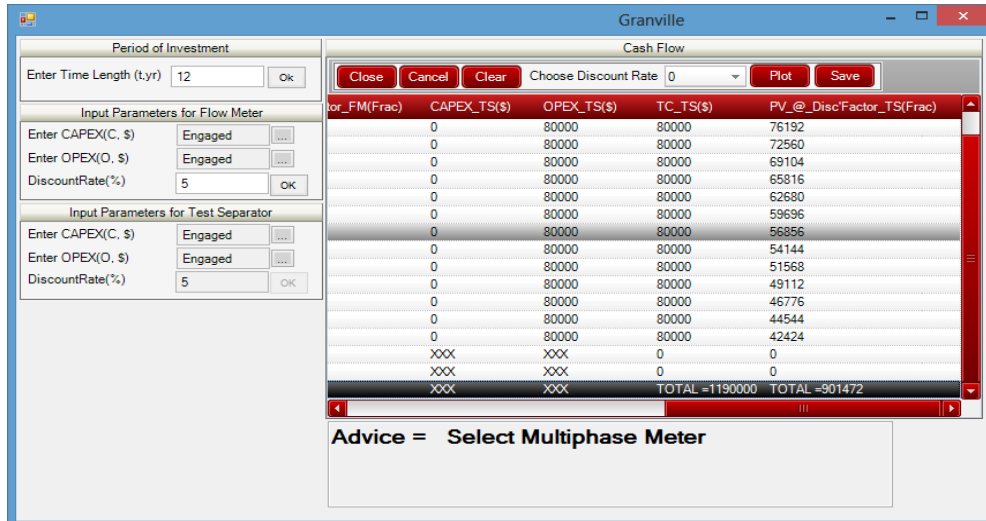 Granville
Period of Investment
Enter Time Length (t,yr) 12 Ok
Input Parameters for Flow Meter
Enter CAPEX(C, $) Engaged ...
Enter OPEX(O, $) Engaged ...
DiscountRate(%) 5 OK
Input Parameters for Test Separator
Enter CAPEX(C, $) Engaged ...
Enter OPEX(O, $) Engaged ...
DiscountRate(%) 5 OK
Cash Flow
Close Cancel Clear Choose Discount Rate 0 Plot Save
tor_FM(Frac) CAPEX_TS($) OPEX_TS($) TC_TS($) PV_@_Disc'Factor_TS(Frac)
0 80000 80000 76192
0 80000 80000 72560
0 80000 80000 69104
0 80000 80000 65816
0 80000 80000 62680
0 80000 80000 59696
0 80000 80000 56856
0 80000 80000 54144
0 80000 80000 51568
0 80000 80000 49112
0 80000 80000 46776
0 80000 80000 44544
0 80000 80000 42424
XXX XXX 0 0
XXX XXX 0 0
XXX XXX TOTAL =1190000 TOTAL =901472
Advice = Select Multiphase Meter